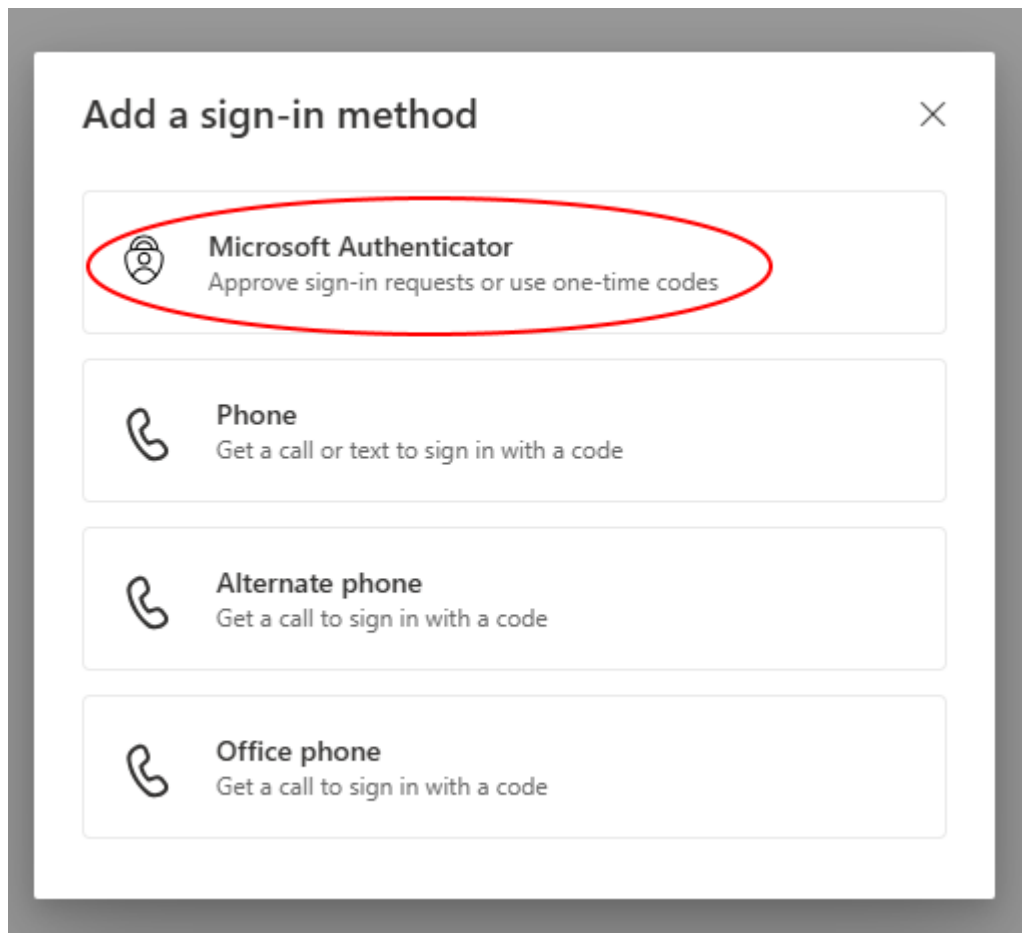 Add a sign-in method
Microsoft Authenticator
Approve sign-in requests or use one-time codes
Phone
Get a call or text to sign in with a code
Alternate phone
Get a call to sign in with a code
Office phone
Get a call to sign in with a code